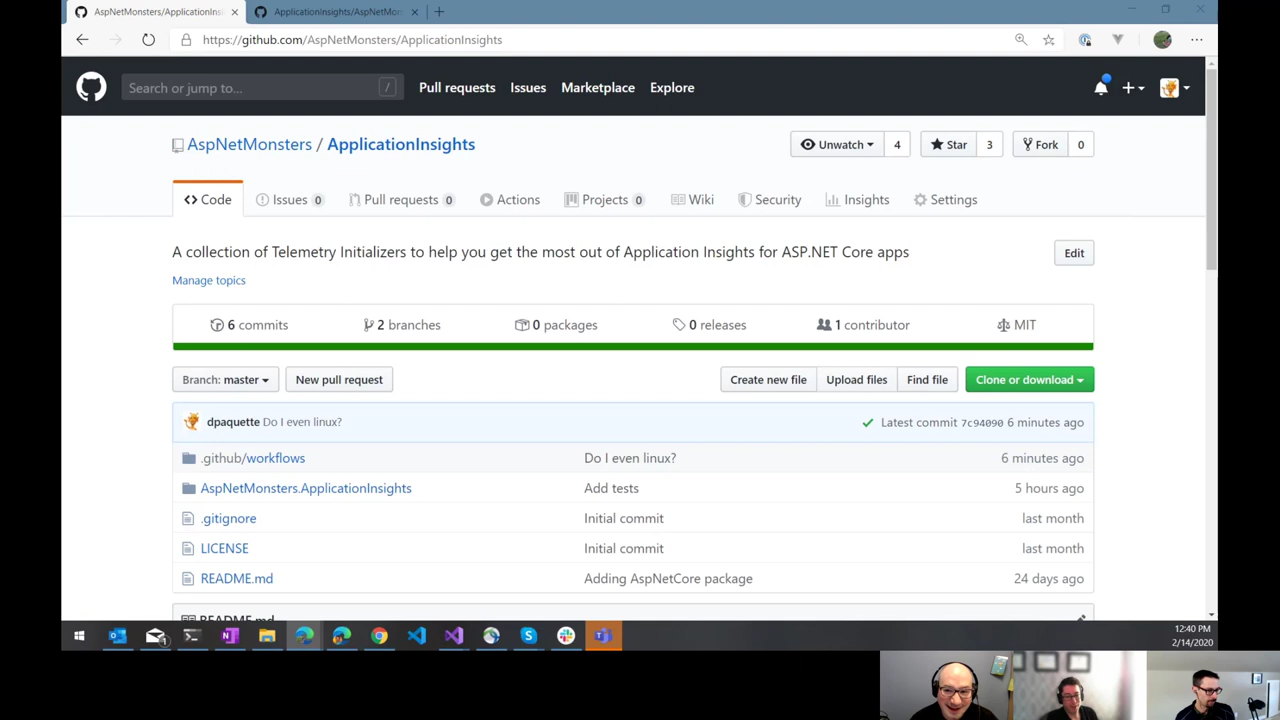 AspNetMonsters/ApplicationInsi
ApplicationInsights/AspNetMon
https://github.com/AspNetMonsters/ApplicationInsights
Search or jump to...
/
Pull requests
Issues
Marketplace
Explore
AspNetMonsters / ApplicationInsights
Unwatch 4
Star 3
Fork 0
Code
Issues 0
Pull requests 0
Actions
Projects 0
Wiki
Security
Insights
Settings
A collection of Telemetry Initializers to help you get the most out of Application Insights for ASP.NET Core apps
Edit
Manage topics
6 commits
2 branches
0 packages
0 releases
1 contributor
MIT
Branch: master
New pull request
Create new file
Upload files
Find file
Clone or download
dpaquette Do I even linux?
Latest commit 7c94090 6 minutes ago
.github/workflows
Do I even linux?
6 minutes ago
AspNetMonsters.ApplicationInsights
Add tests
5 hours ago
.gitignore
Initial commit
last month
LICENSE
Initial commit
last month
README.md
Adding AspNetCore package
24 days ago
README.md
12:40 PM
2/14/2020